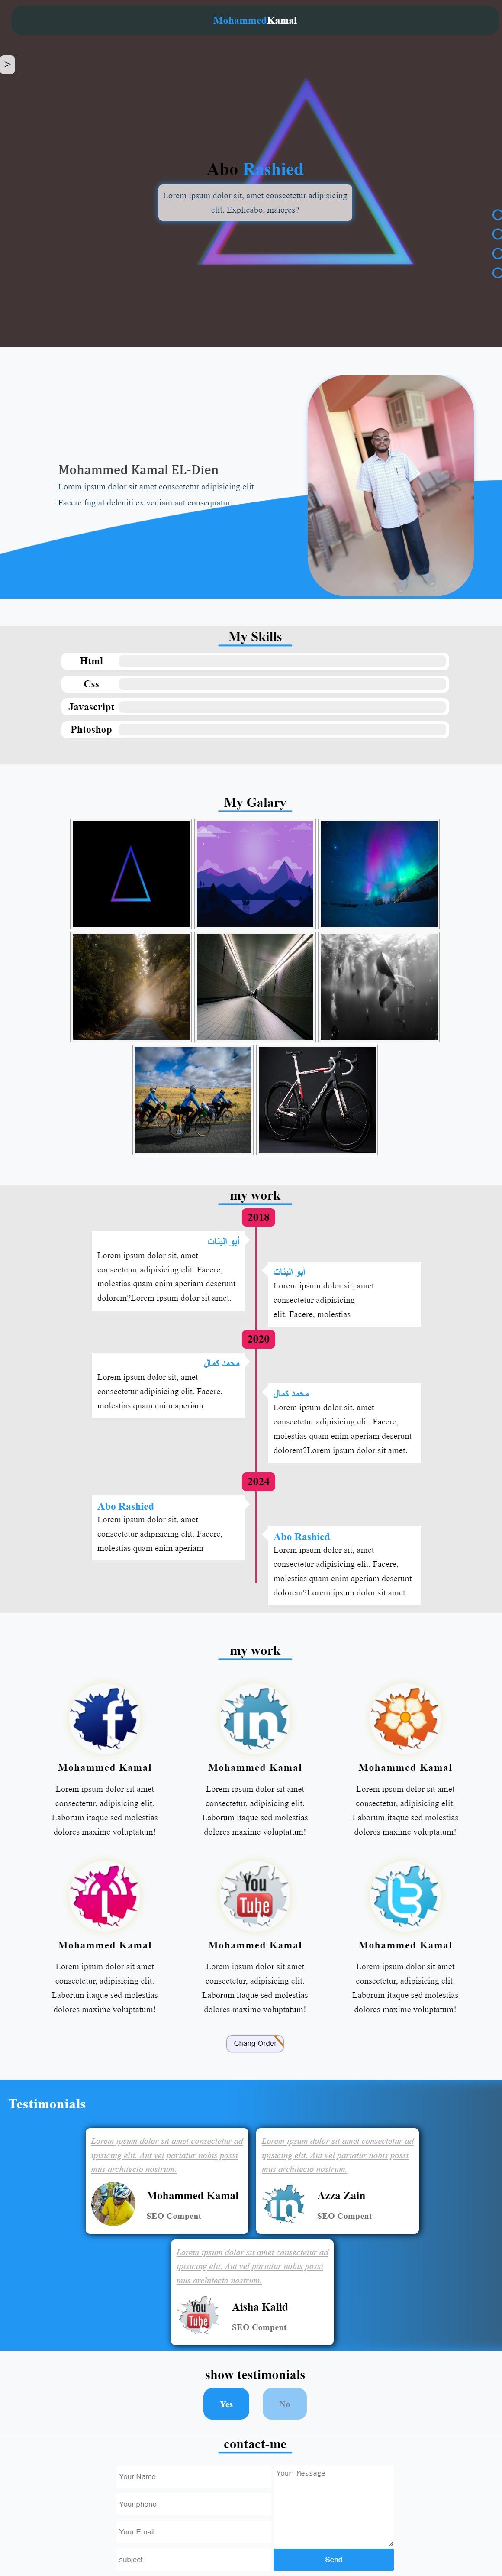 MohammedKamal
>
Abo Rashied
Lorem ipsum dolor sit, amet consectetur adipisicing
elit. Explicabo, maiores?
Mohammed Kamal EL-Dien
Lorem ipsum dolor sit amet consectetur adipisicing elit.
Facere fugiat deleniti ex veniam aut consequatur.
My Skills
Html
Css
Javascript
Phtoshop
My Galary
my work
2018
أبو البنات
Lorem ipsum dolor sit, amet
consectetur adipisicing elit. Facere,
molestias quam enim aperiam deserunt
dolorem?Lorem ipsum dolor sit amet.
أبو البنات
Lorem ipsum dolor sit, amet
consectetur adipisicing
elit. Facere, molestias
2020
محمد كمال
Lorem ipsum dolor sit, amet
consectetur adipisicing elit. Facere,
molestias quam enim aperiam
محمد كمال
Lorem ipsum dolor sit, amet
consectetur adipisicing elit. Facere,
molestias quam enim aperiam deserunt
dolorem?Lorem ipsum dolor sit amet.
2024
Abo Rashied
Lorem ipsum dolor sit, amet
consectetur adipisicing elit. Facere,
molestias quam enim aperiam
Abo Rashied
Lorem ipsum dolor sit, amet
consectetur adipisicing elit. Facere,
molestias quam enim aperiam deserunt
dolorem?Lorem ipsum dolor sit amet.
my work
Mohammed Kamal
Lorem ipsum dolor sit amet
consectetur, adipisicing elit.
Laborum itaque sed molestias
dolores maxime voluptatum!
Mohammed Kamal
Lorem ipsum dolor sit amet
consectetur, adipisicing elit.
Laborum itaque sed molestias
dolores maxime voluptatum!
Mohammed Kamal
Lorem ipsum dolor sit amet
consectetur, adipisicing elit.
Laborum itaque sed molestias
dolores maxime voluptatum!
You
Tube
Mohammed Kamal
Lorem ipsum dolor sit amet
consectetur, adipisicing elit.
Laborum itaque sed molestias
dolores maxime voluptatum!
Mohammed Kamal
Lorem ipsum dolor sit amet
consectetur, adipisicing elit.
Laborum itaque sed molestias
dolores maxime voluptatum!
Mohammed Kamal
Lorem ipsum dolor sit amet
consectetur, adipisicing elit.
Laborum itaque sed molestias
dolores maxime voluptatum!
Chang Order
Testimonials
Lorem ipsum dolor sit amet consectetur ad
ipisicing elit. Aut vel pariatur nobis possi
mus architecto nostrum.
Mohammed Kamal
SEO Compent
Lorem ipsum dolor sit amet consectetur ad
ipisicing elit. Aut vel pariatur nobis possi
mus architecto nostrum.
in
Azza Zain
SEO Compent
Lorem ipsum dolor sit amet consectetur ad
ipisicing elit. Aut vel pariatur nobis possi
mus architecto nostrum.
You
Tube
Aisha Kalid
SEO Compent
show testimonials
Yes
No
contact-me
Your Name
Your phone
Your Email
subject
Your Message
Send